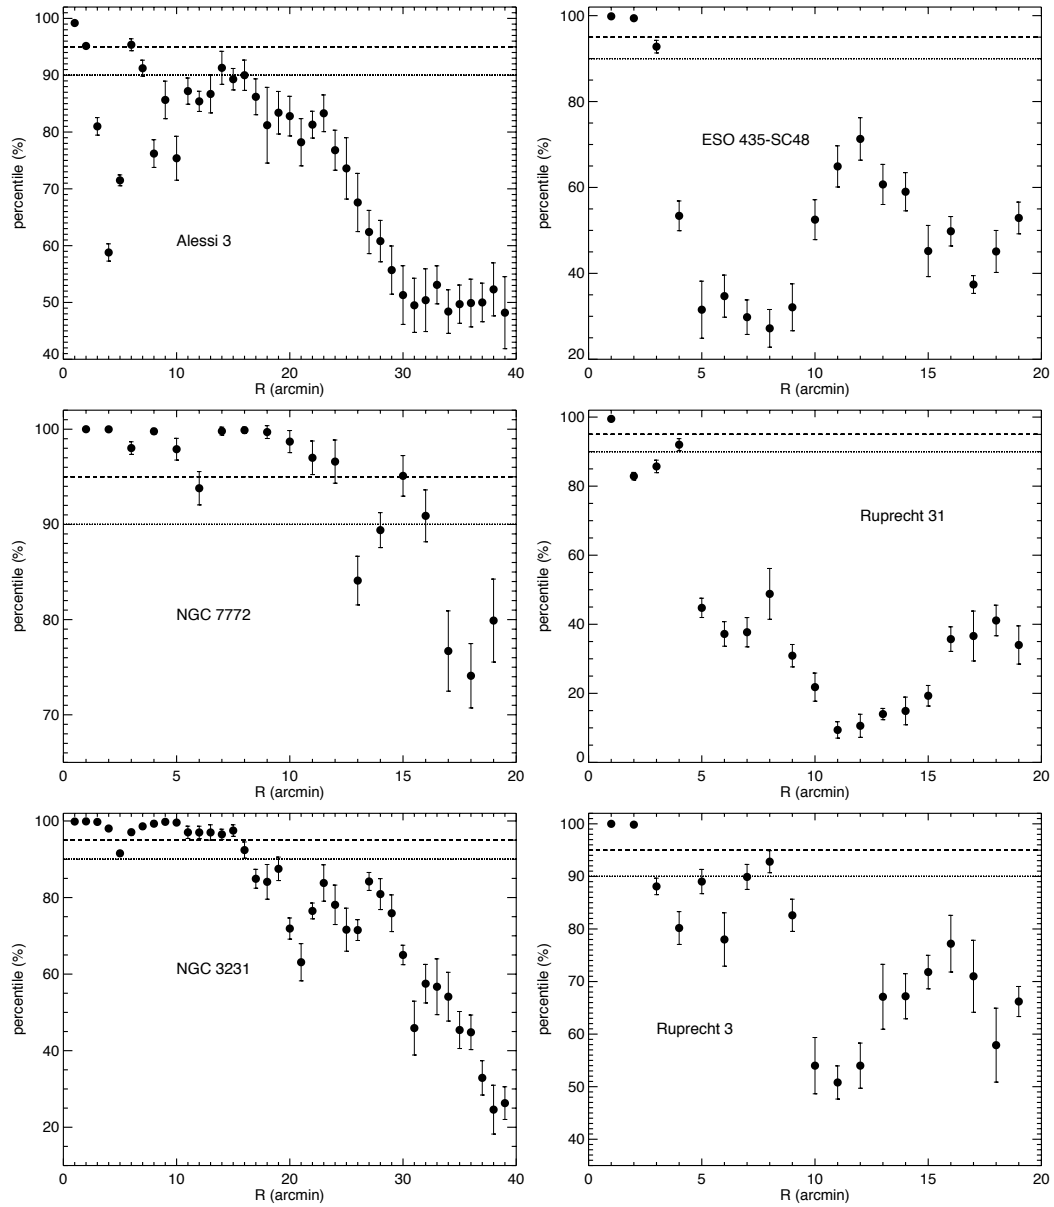 100
90
80
70
60
50
40
percentile (%)
Alessi 3
0 10 20 30 40
R (arcmin)
100
80
60
40
20
percentile (%)
ESO 435-SC48
0 5 10 15 20
R (arcmin)
100
90
80
70
percentile (%)
NGC 7772
0 5 10 15 20
R (arcmin)
100
80
60
40
20
0
percentile (%)
Ruprecht 31
0 5 10 15 20
R (arcmin)
100
80
60
40
20
percentile (%)
NGC 3231
0 10 20 30 40
R (arcmin)
100
90
80
70
60
50
40
percentile (%)
Ruprecht 3
0 5 10 15 20
R (arcmin)